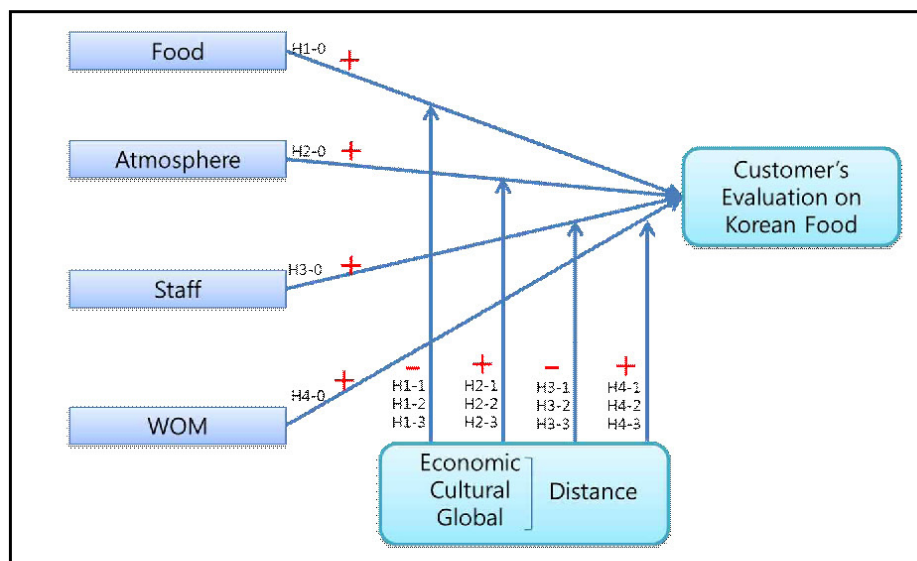 Food
H1-0
+
Atmosphere
H2-0
+
Customer's
Evaluation on
Korean Food
Staff
H3-0
+
WOM
H4-0
+
−
H1-1
H1-2
H1-3
+
H2-1
H2-2
H2-3
−
H3-1
H3-2
H3-3
+
H4-1
H4-2
H4-3
Economic
Cultural
Global
Distance